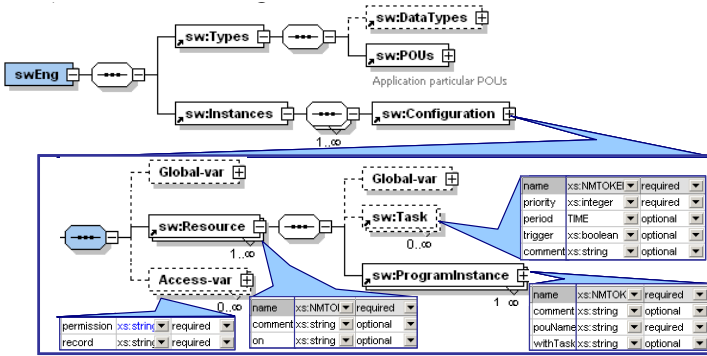 sw:DataTypes
sw:Types
swEng
sw:POUs
Application particular POUs
sw:Instances
sw:Configuration
1..∞
Global-var
Global-var
sw:Resource
sw:Task
1..∞
0..∞
Access-var
sw:ProgramInstance
0..∞
1 ∞
name xs:NMTOKEI required
priority xs:integer required
period TIME optional
trigger xs:boolean optional
comment xs:string optional
name xs:NMTOI required
comment xs:string optional
on xs:string optional
permission xs:string required
record xs:string required
name xs:NMTOK required
comment xs:string optional
pouName xs:string required
withTask xs:string optional